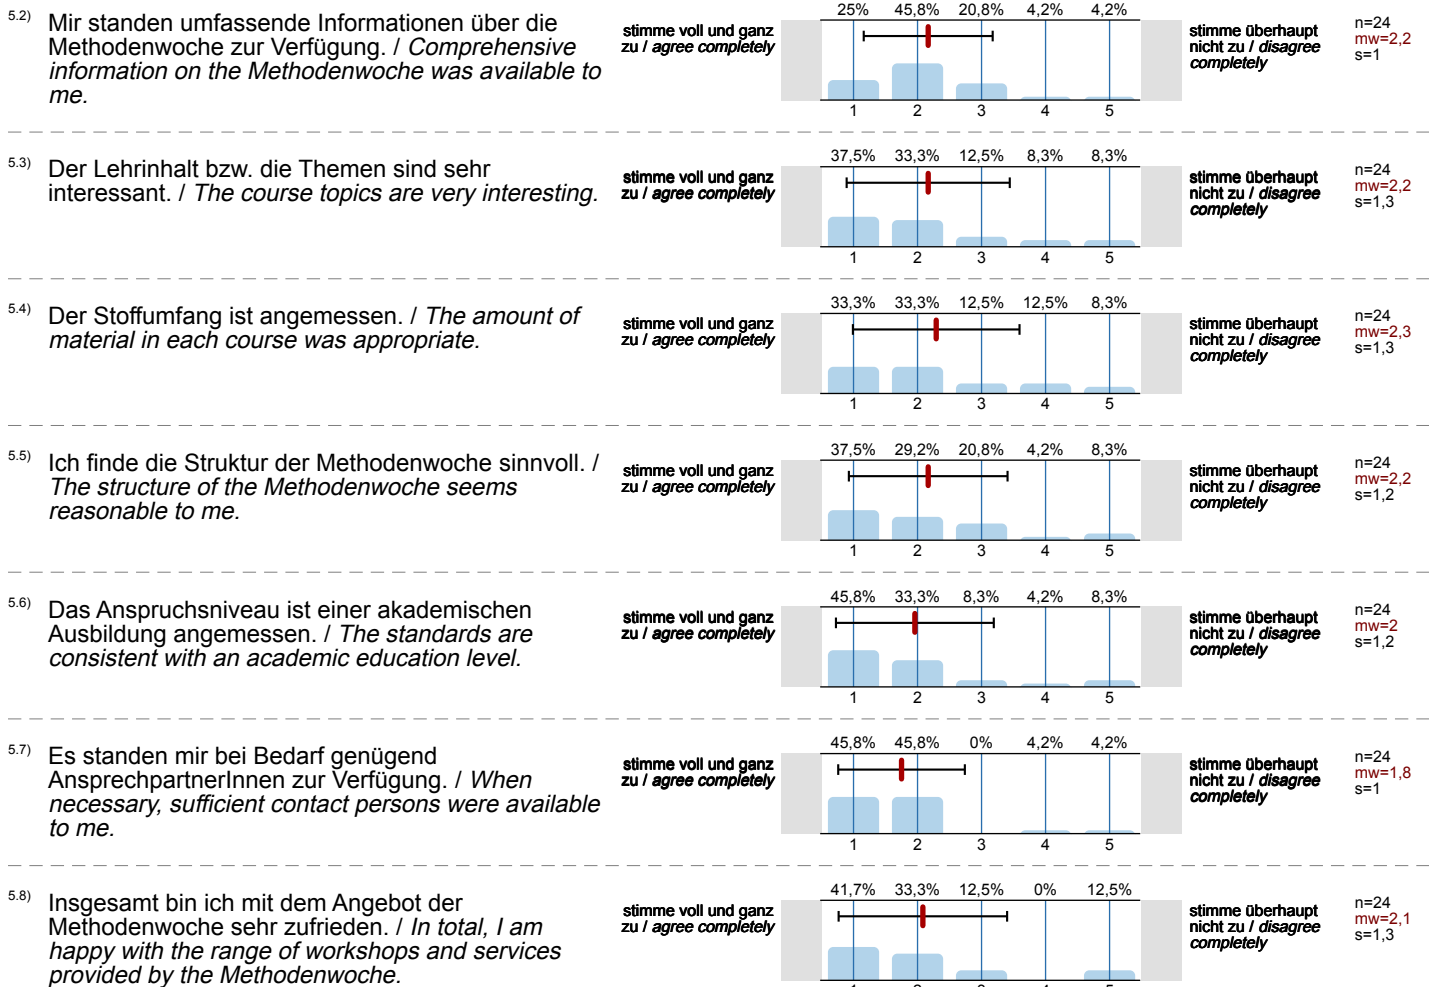 5.2) Mir standen umfassende Informationen über die
Methodenwoche zur Verfügung. / Comprehensive
information on the Methodenwoche was available to
me.
stimme voll und ganz
zu / agree completely
25% 45,8% 20,8% 4,2% 4,2%
1 2 3 4 5
stimme überhaupt
nicht zu / disagree
completely
n=24
mw=2,2
s=1
5.3) Der Lehrinhalt bzw. die Themen sind sehr
interessant. / The course topics are very interesting.
stimme voll und ganz
zu / agree completely
37,5% 33,3% 12,5% 8,3% 8,3%
1 2 3 4 5
stimme überhaupt
nicht zu / disagree
completely
n=24
mw=2,2
s=1,3
5.4) Der Stoffumfang ist angemessen. / The amount of
material in each course was appropriate.
stimme voll und ganz
zu / agree completely
33,3% 33,3% 12,5% 12,5% 8,3%
1 2 3 4 5
stimme überhaupt
nicht zu / disagree
completely
n=24
mw=2,3
s=1,3
5.5) Ich finde die Struktur der Methodenwoche sinnvoll. /
The structure of the Methodenwoche seems
reasonable to me.
stimme voll und ganz
zu / agree completely
37,5% 29,2% 20,8% 4,2% 8,3%
1 2 3 4 5
stimme überhaupt
nicht zu / disagree
completely
n=24
mw=2,2
s=1,2
5.6) Das Anspruchsniveau ist einer akademischen
Ausbildung angemessen. / The standards are
consistent with an academic education level.
stimme voll und ganz
zu / agree completely
45,8% 33,3% 8,3% 4,2% 8,3%
1 2 3 4 5
stimme überhaupt
nicht zu / disagree
completely
n=24
mw=2
s=1,2
5.7) Es standen mir bei Bedarf genügend
AnsprechpartnerInnen zur Verfügung. / When
necessary, sufficient contact persons were available
to me.
stimme voll und ganz
zu / agree completely
45,8% 45,8% 0% 4,2% 4,2%
1 2 3 4 5
stimme überhaupt
nicht zu / disagree
completely
n=24
mw=1,8
s=1
5.8) Insgesamt bin ich mit dem Angebot der
Methodenwoche sehr zufrieden. / In total, I am
happy with the range of workshops and services
provided by the Methodenwoche.
stimme voll und ganz
zu / agree completely
41,7% 33,3% 12,5% 0% 12,5%
stimme überhaupt
nicht zu / disagree
completely
n=24
mw=2,1
s=1,3